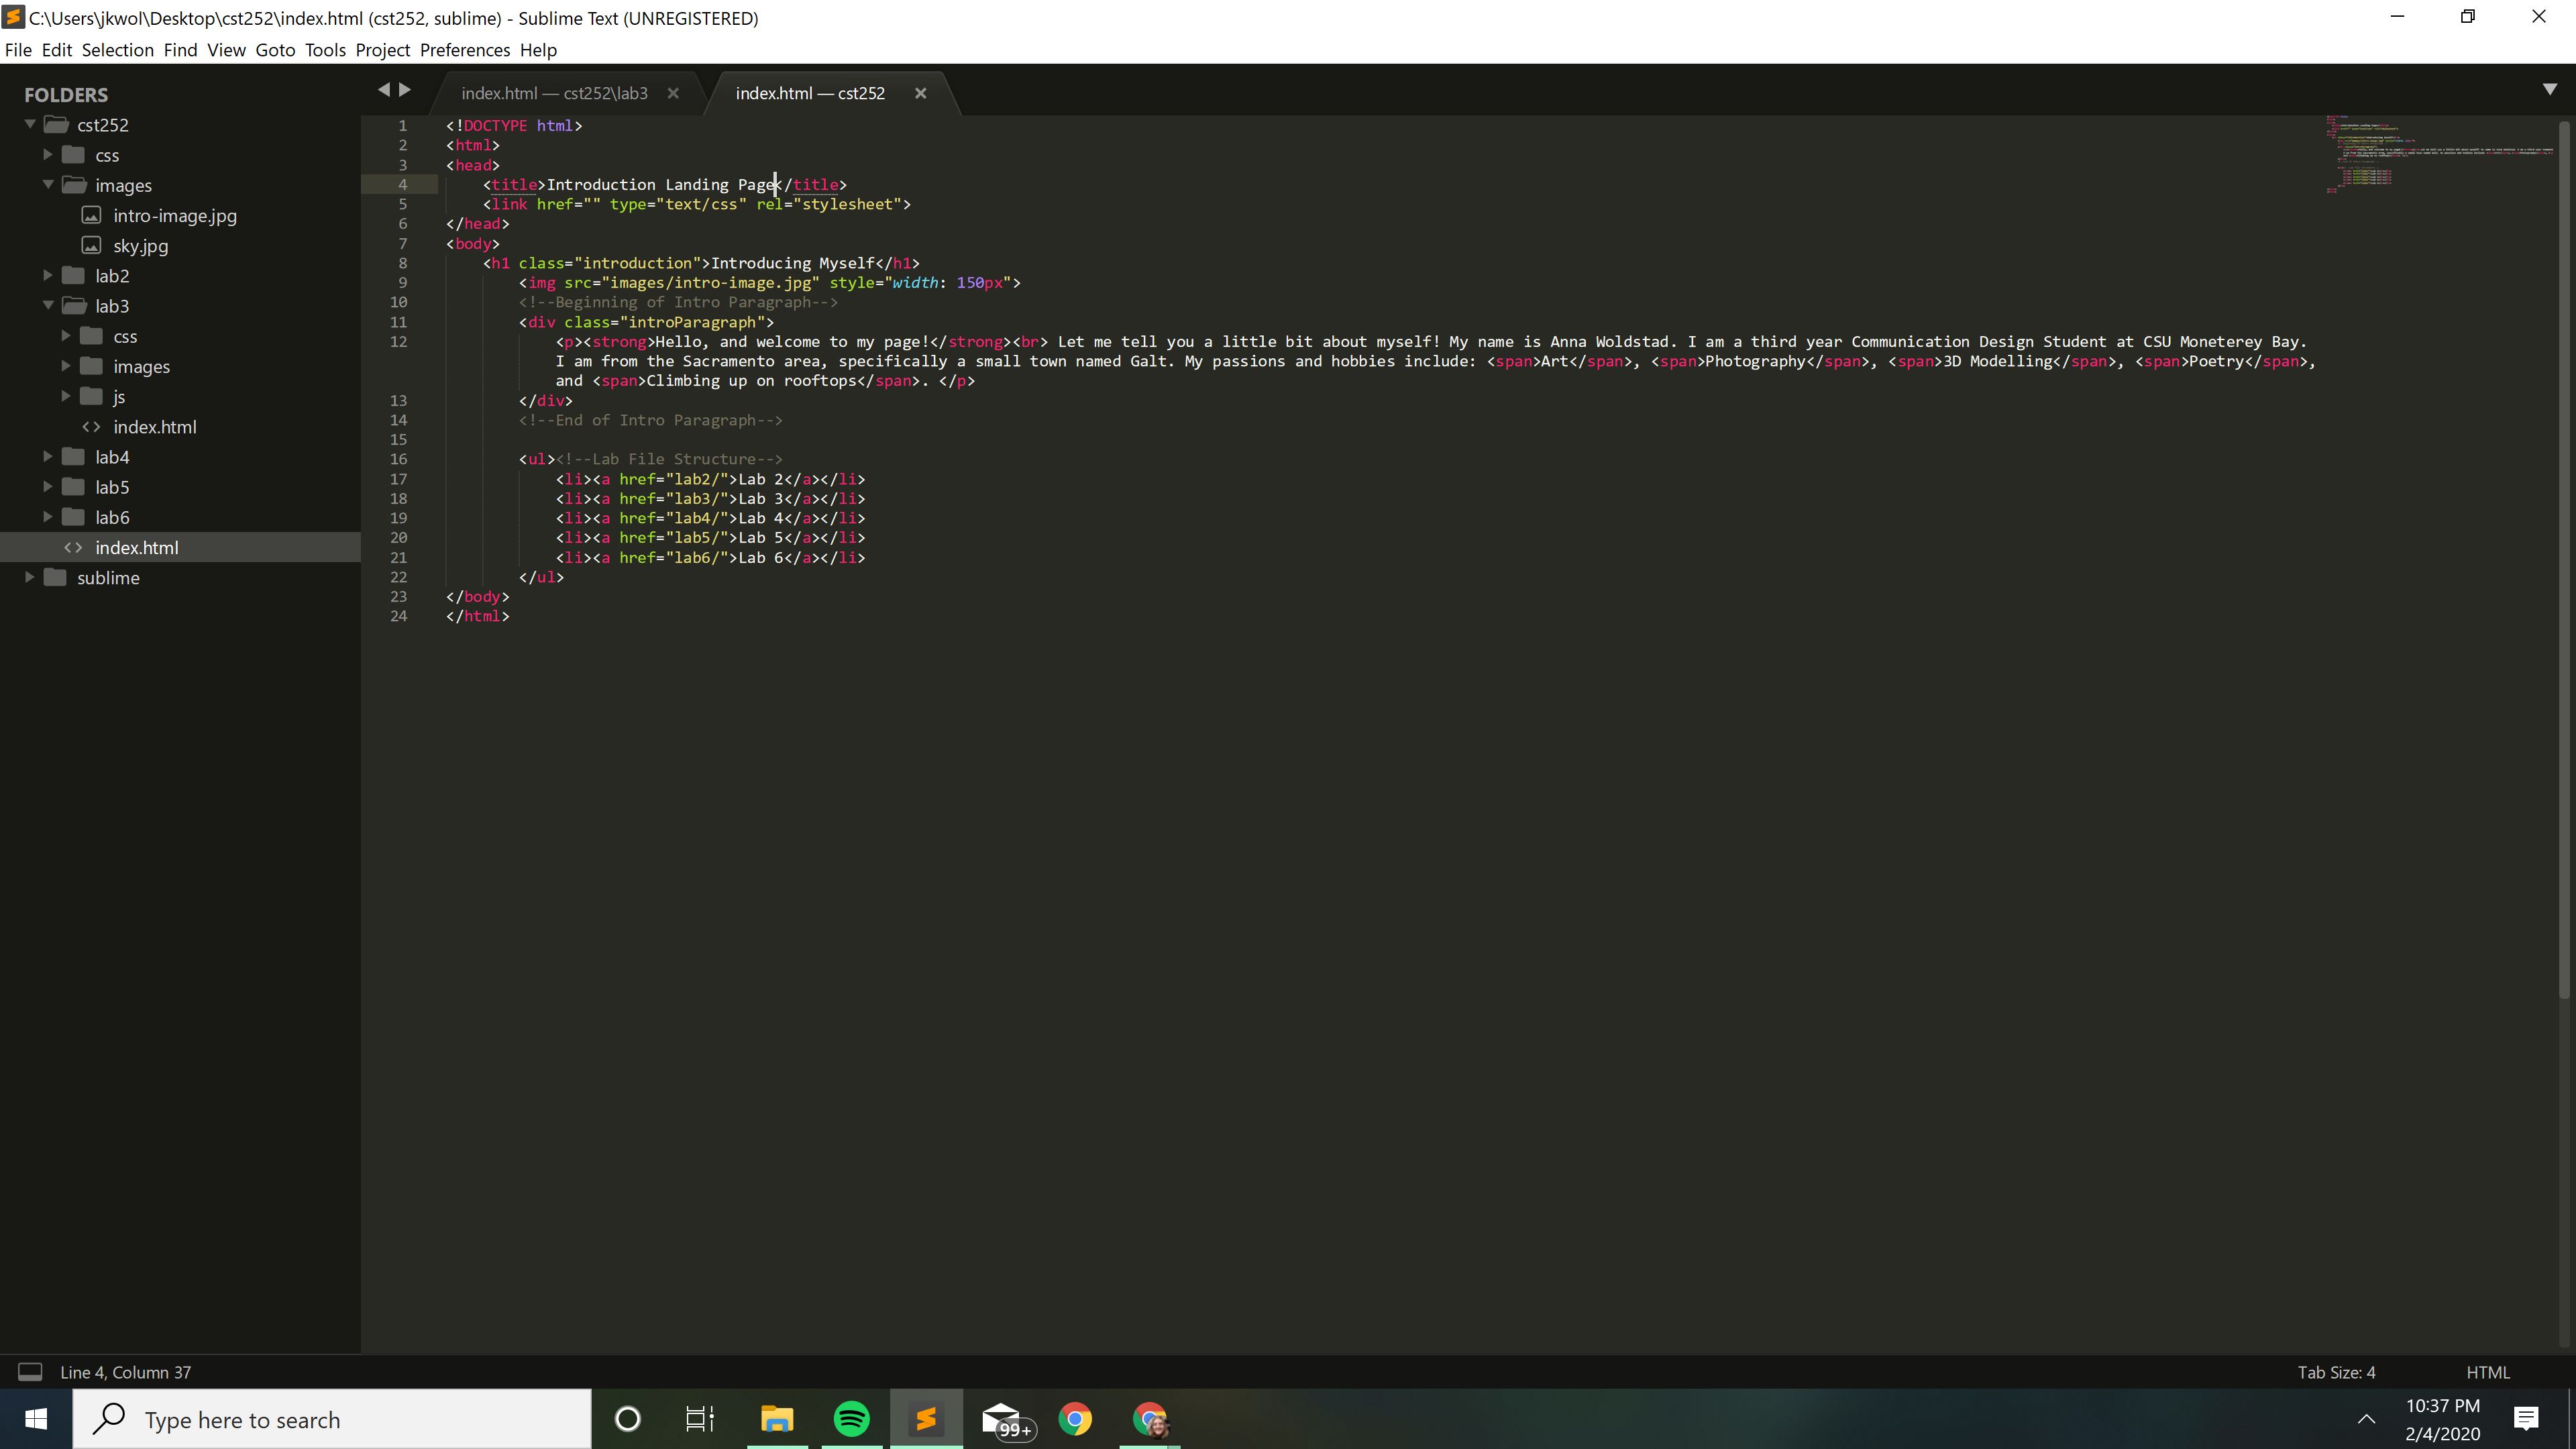 C:\Users\jkwol\Desktop\cst252\index.html (cst252, sublime) - Sublime Text (UNREGISTERED)
File Edit Selection Find View Goto Tools Project Preferences Help
FOLDERS
cst252
css
images
intro-image.jpg
sky.jpg
lab2
lab3
css
images
js
index.html
lab4
lab5
lab6
index.html
sublime
index.html — cst252\lab3
index.html — cst252
1 <!DOCTYPE html>
2 <html>
3 <head>
4 <title>Introduction Landing Page</title>
5 <link href="" type="text/css" rel="stylesheet">
6 </head>
7 <body>
8 <h1 class="introduction">Introducing Myself</h1>
9 <img src="images/intro-image.jpg" style="width: 150px">
10 <!--Beginning of Intro Paragraph-->
11 <div class="introParagraph">
12 <p><strong>Hello, and welcome to my page!</strong><br> Let me tell you a little bit about myself! My name is Anna Woldstad. I am a third year Communication Design Student at CSU Moneterey Bay.
I am from the Sacramento area, specifically a small town named Galt. My passions and hobbies include: <span>Art</span>, <span>Photography</span>, <span>3D Modelling</span>, <span>Poetry</span>,
and <span>Climbing up on rooftops</span>. </p>
13 </div>
14 <!--End of Intro Paragraph-->
15
16 <ul><!--Lab File Structure-->
17 <li><a href="lab2/">Lab 2</a></li>
18 <li><a href="lab3/">Lab 3</a></li>
19 <li><a href="lab4/">Lab 4</a></li>
20 <li><a href="lab5/">Lab 5</a></li>
21 <li><a href="lab6/">Lab 6</a></li>
22 </ul>
23 </body>
24 </html>
Line 4, Column 37
Tab Size: 4
HTML
Type here to search
99+
10:37 PM
2/4/2020